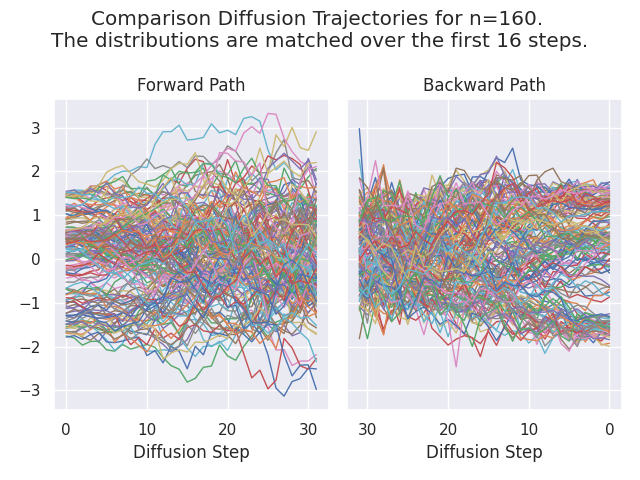 Comparison Diffusion Trajectories for n=160.
The distributions are matched over the first 16 steps.
Forward Path
Backward Path
3
2
1
0
−1
−2
−3
0 10 20 30
30 20 10 0
Diffusion Step
Diffusion Step